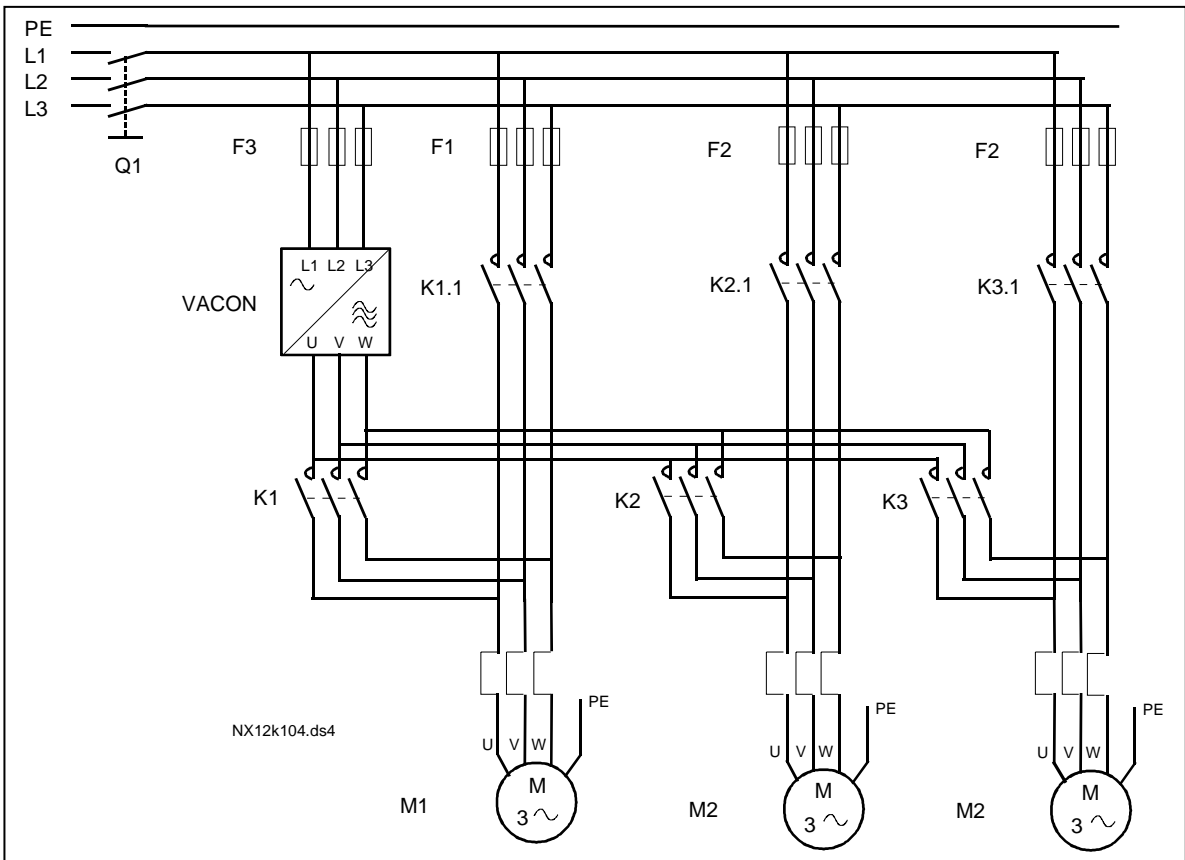 PE
L1
L2
L3
Q1
F3
F1
F2
F2
L1 L2 L3
VACON
U V W
K1.1
K2.1
K3.1
K1
K2
K3
NX12k104.ds4
PE
PE
PE
U V W
U V W
U V W
M1
M
3
M2
M
3
M2
M
3